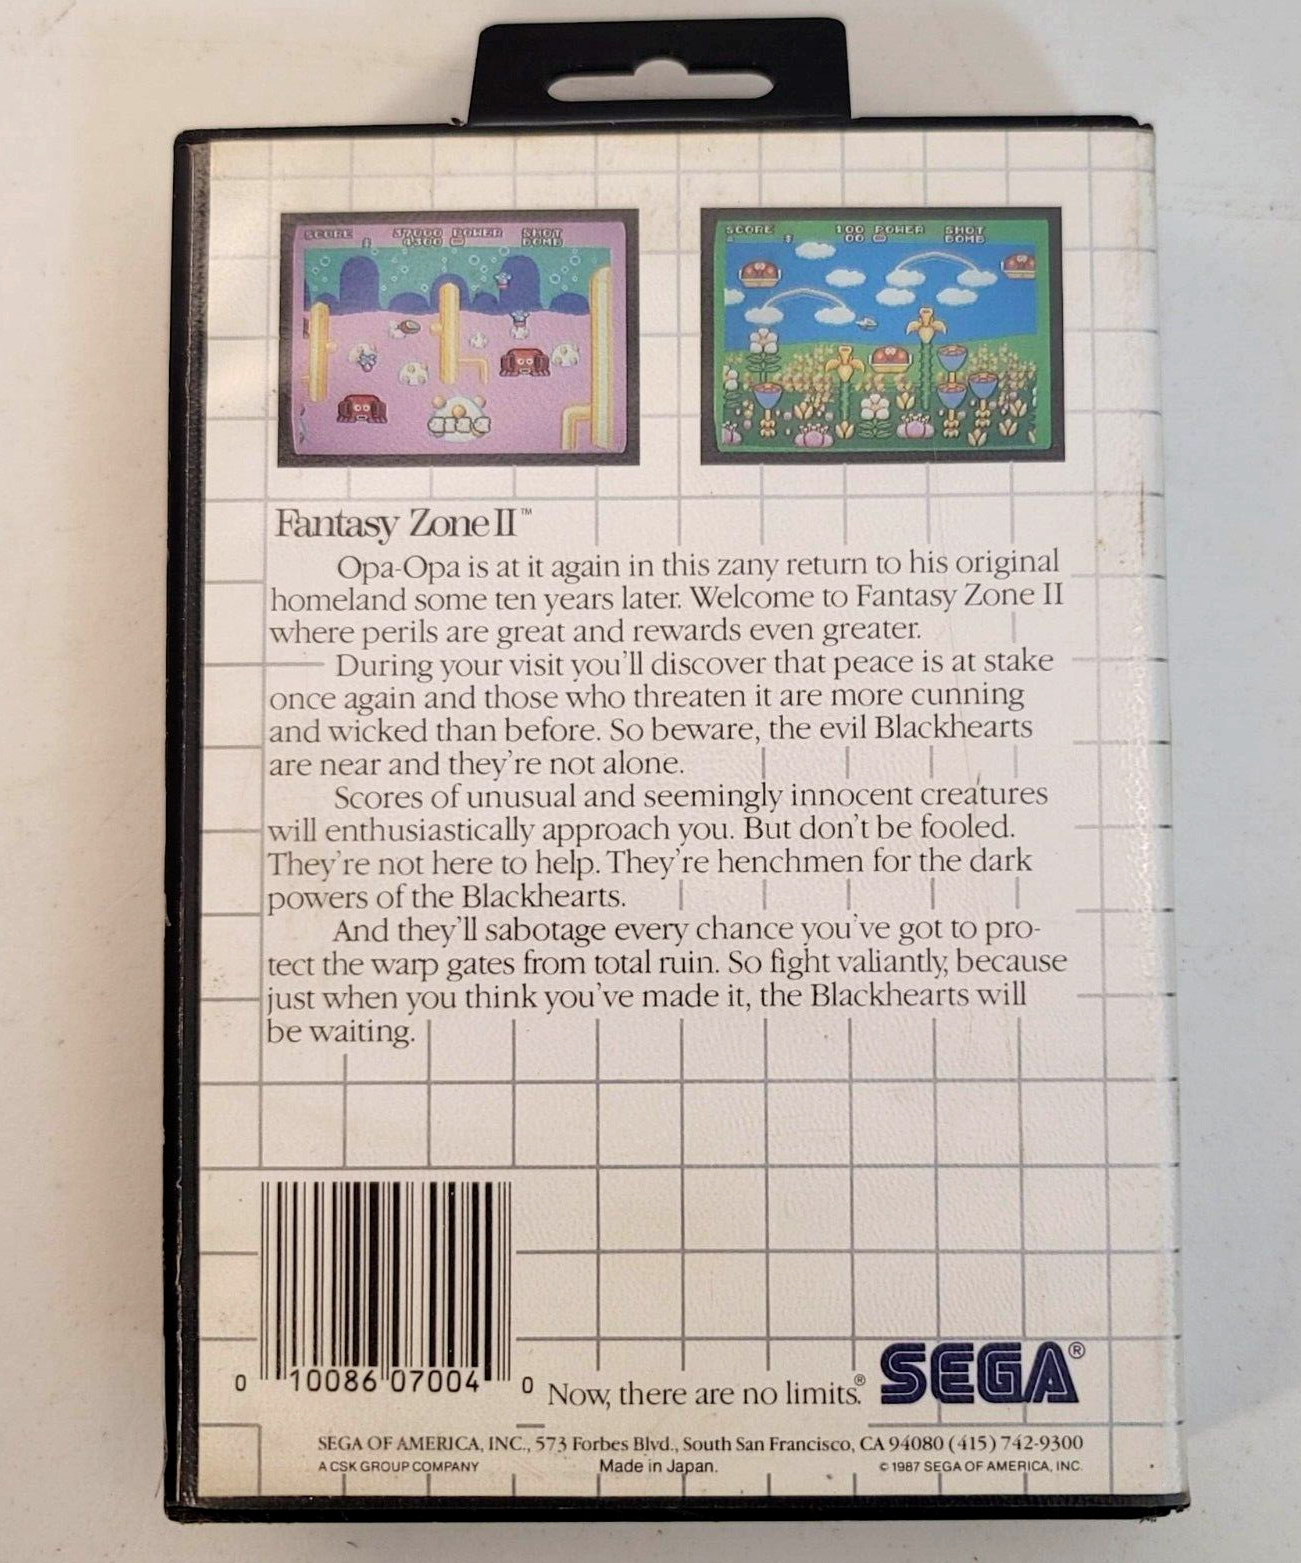 SCORE 37000 POWER SHOT
4300 BOMB
SCORE 100 POWER SHOT
00 BOMB
Fantasy Zone II™
Opa-Opa is at it again in this zany return to his original
homeland some ten years later. Welcome to Fantasy Zone II
where perils are great and rewards even greater.
During your visit you'll discover that peace is at stake
once again and those who threaten it are more cunning
and wicked than before. So beware, the evil Blackhearts
are near and they're not alone.
Scores of unusual and seemingly innocent creatures
will enthusiastically approach you. But don't be fooled.
They're not here to help. They're henchmen for the dark
powers of the Blackhearts.
And they'll sabotage every chance you've got to pro-
tect the warp gates from total ruin. So fight valiantly, because
just when you think you've made it, the Blackhearts will
be waiting.
0 10086 07004 0
Now, there are no limits.® SEGA®
SEGA OF AMERICA, INC., 573 Forbes Blvd., South San Francisco, CA 94080 (415) 742-9300
A CSK GROUP COMPANY Made in Japan. © 1987 SEGA OF AMERICA, INC.